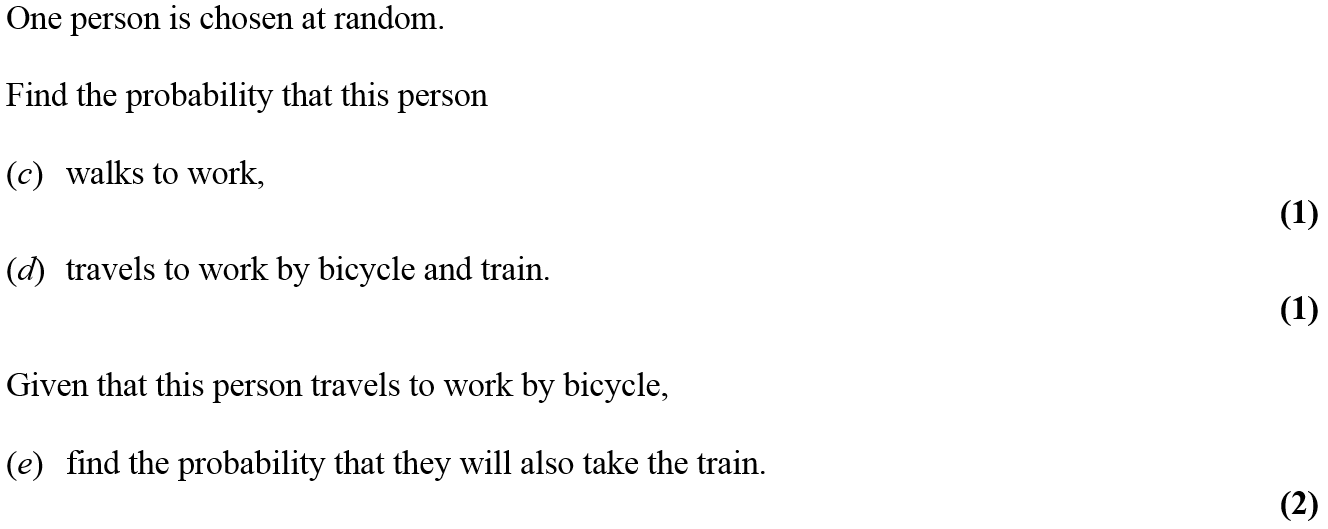 One person is chosen at random.
Find the probability that this person
(c) walks to work,
(1)
(d) travels to work by bicycle and train.
(1)
Given that this person travels to work by bicycle,
(e) find the probability that they will also take the train.
(2)